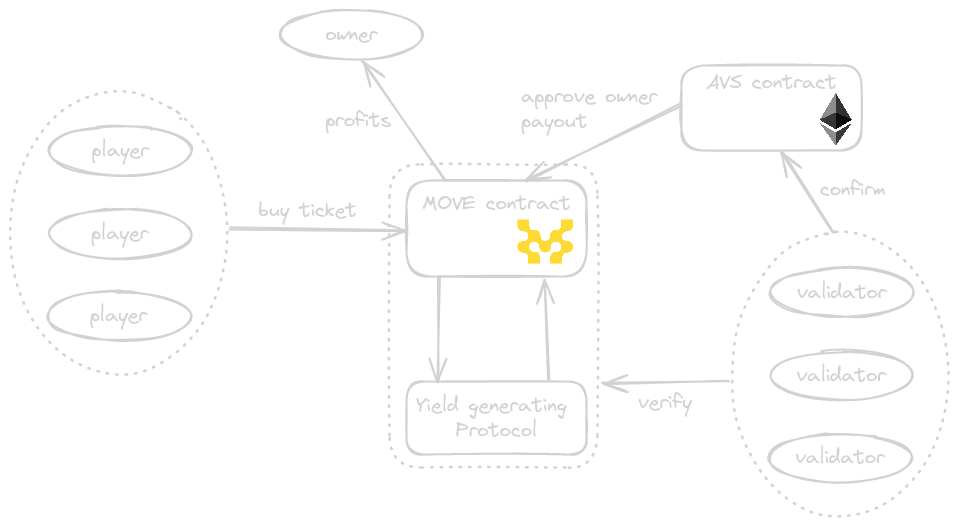 owner
AVS contract
approve owner
payout
profits
player
player
player
buy ticket
MOVE contract
confirm
validator
validator
validator
Yield generating
Protocol
verify